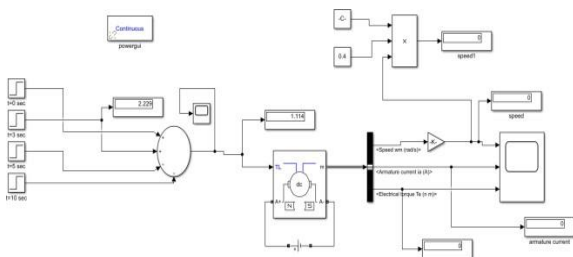 Continuous
powergui
-C-
0.4
×
0
speed1
t=0 sec
t=3 sec
t=5 sec
t=10 sec
2.229
1.114
TL
m
dc
A+
A-
N
S
<Speed wm (rad/s)>
<Armature current ia (A)>
<Electrical torque Te (n m)>
-K-
0
speed
0
armature current
0